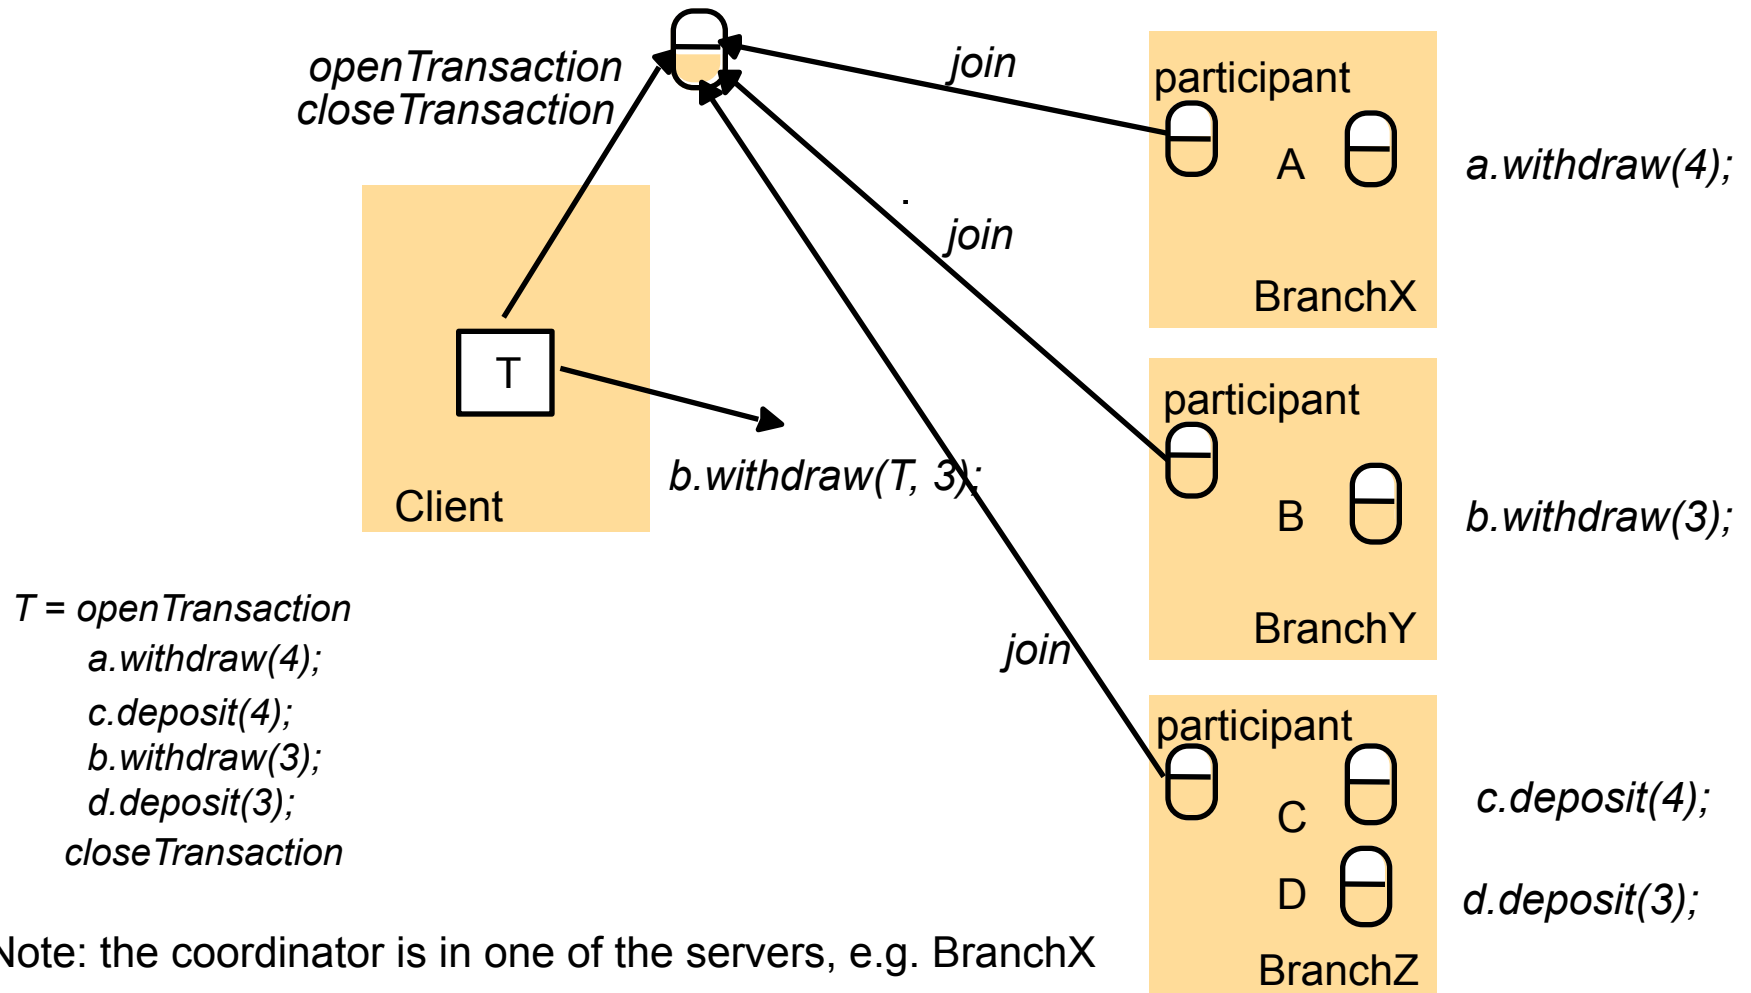 openTransaction
closeTransaction
join
participant
A
a.withdraw(4);
BranchX
join
T
Client
b.withdraw(T, 3);
participant
B
b.withdraw(3);
BranchY
join
participant
C
c.deposit(4);
D
d.deposit(3);
BranchZ
T = openTransaction
a.withdraw(4);
c.deposit(4);
b.withdraw(3);
d.deposit(3);
closeTransaction
Note: the coordinator is in one of the servers, e.g. BranchX